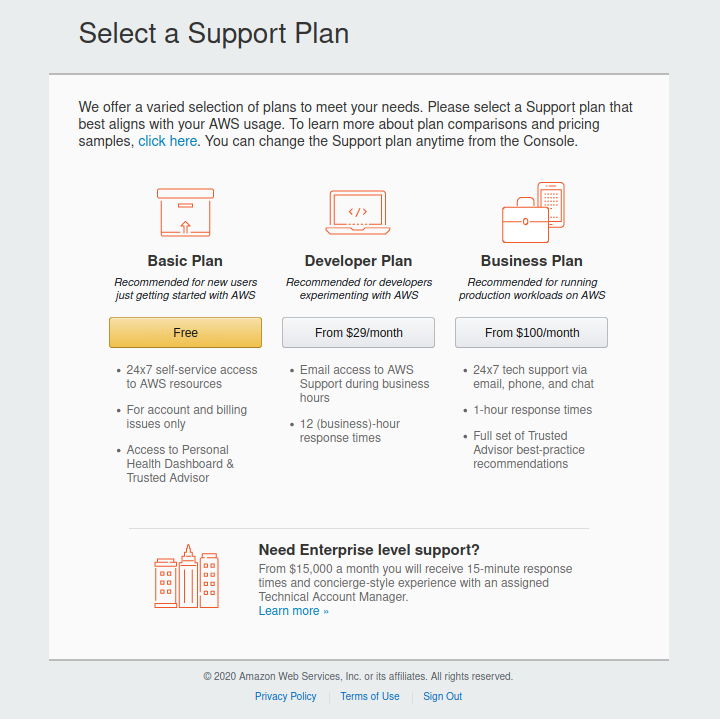 Select a Support Plan
We offer a varied selection of plans to meet your needs. Please select a Support plan that
best aligns with your AWS usage. To learn more about plan comparisons and pricing
samples, click here. You can change the Support plan anytime from the Console.
</>
Basic Plan
Recommended for new users
just getting started with AWS
Free
• 24x7 self-service access
to AWS resources
• For account and billing
issues only
• Access to Personal
Health Dashboard &
Trusted Advisor
Developer Plan
Recommended for developers
experimenting with AWS
From $29/month
• Email access to AWS
Support during business
hours
• 12 (business)-hour
response times
Business Plan
Recommended for running
production workloads on AWS
From $100/month
• 24x7 tech support via
email, phone, and chat
• 1-hour response times
• Full set of Trusted
Advisor best-practice
recommendations
Need Enterprise level support?
From $15,000 a month you will receive 15-minute response
times and concierge-style experience with an assigned
Technical Account Manager.
Learn more »
© 2020 Amazon Web Services, Inc. or its affiliates. All rights reserved.
Privacy Policy | Terms of Use | Sign Out